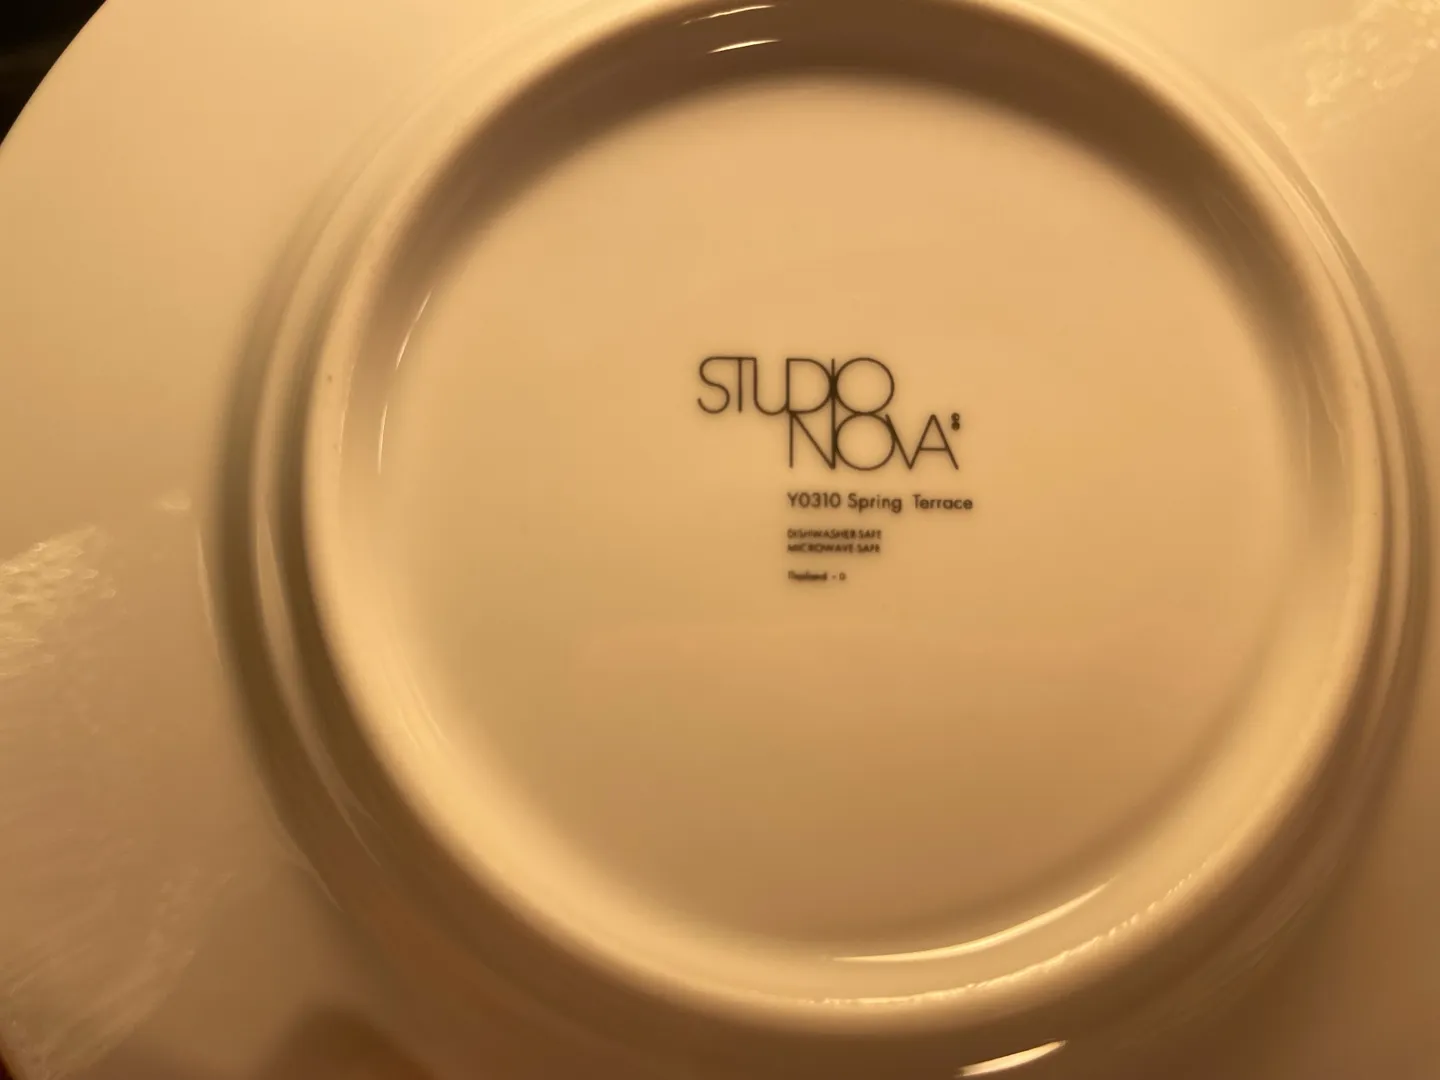 STUDIO
NOVA
Y0310 Spring Terrace
DISHWASHER SAFE
MICROWAVE SAFE
Thailand - D